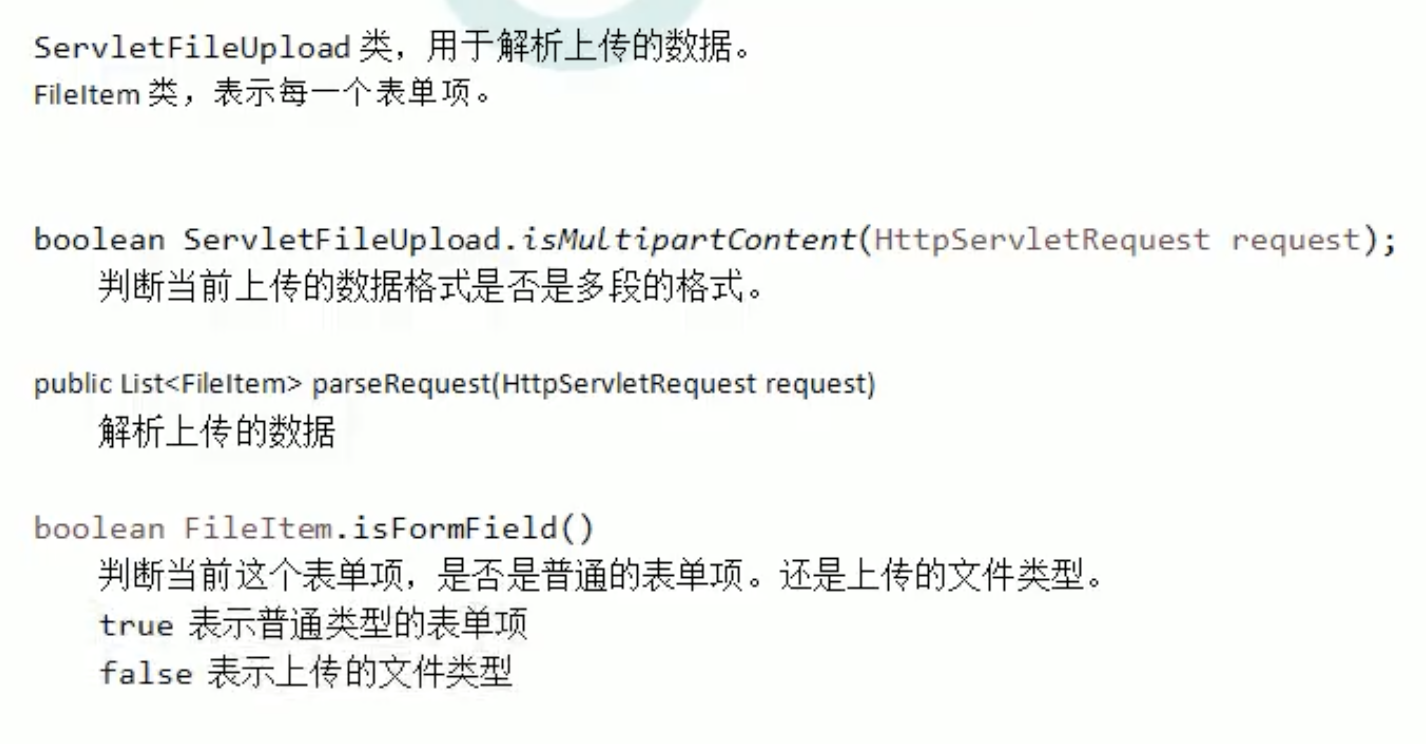 ServletFileUpload 类，用于解析上传的数据。
FileItem 类，表示每一个表单项。
boolean ServletFileUpload.isMultipartContent(HttpServletRequest request);
判断当前上传的数据格式是否是多段的格式。
public List<FileItem> parseRequest(HttpServletRequest request)
解析上传的数据
boolean FileItem.isFormField()
判断当前这个表单项，是否是普通的表单项。还是上传的文件类型。
true 表示普通类型的表单项
false 表示上传的文件类型